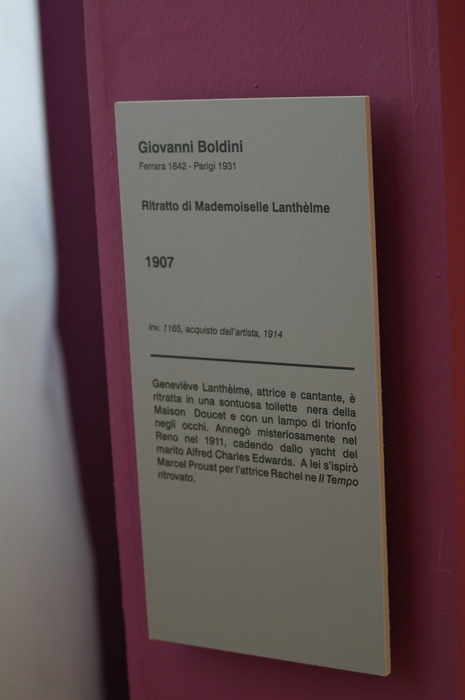 Giovanni Boldini
Ferrara 1842 - Parigi 1931
Ritratto di Mademoiselle Lanthèlme
1907
inv. 1165, acquisto dall'artista, 1914
Geneviève Lanthèlme, attrice e cantante, è
ritratta in una sontuosa toilette nera della
Maison Doucet e con un lampo di trionfo
negli occhi. Annegò misteriosamente nel
Reno nel 1911, cadendo dallo yacht del
marito Alfred Charles Edwards. A lei s'ispirò
Marcel Proust per l'attrice Rachel ne Il Tempo
ritrovato.